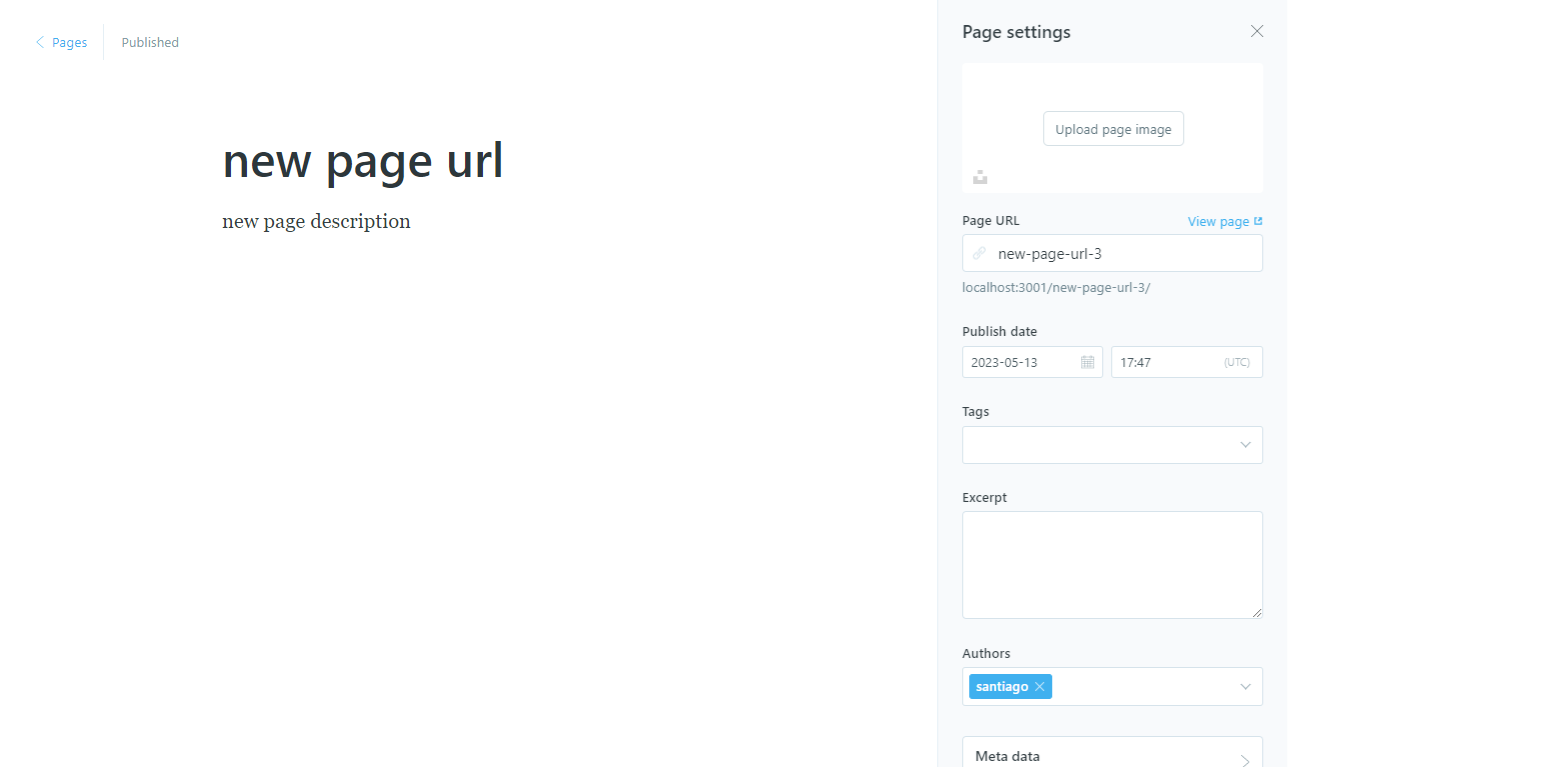 Pages
Published
new page url
new page description
Page settings
Upload page image
Page URL
View page
new-page-url-3
localhost:3001/new-page-url-3/
Publish date
2023-05-13
17:47
(UTC)
Tags
Excerpt
Authors
santiago
Meta data